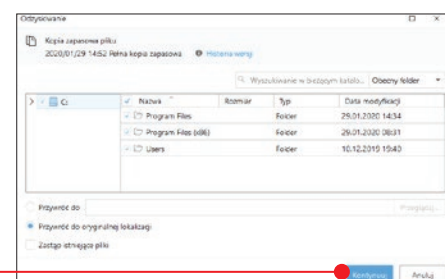 Odzyskiwanie
Kopia zapasowa pliku
2020/01/29 14:52 Pełna kopia zapasowa Historia wersji
Wyszukiwanie w bieżącym katalo... Obecny folder
C: Nazwa Rozmiar Typ Data modyfikacji
Program Files Folder 29.01.2020 14:34
Program Files (x86) Folder 29.01.2020 08:31
Users Folder 10.12.2019 19:40
Przywróć do Przeglądaj...
Przywróć do oryginalnej lokalizacji
Zastąp istniejące pliki
Kontynuuj Anuluj